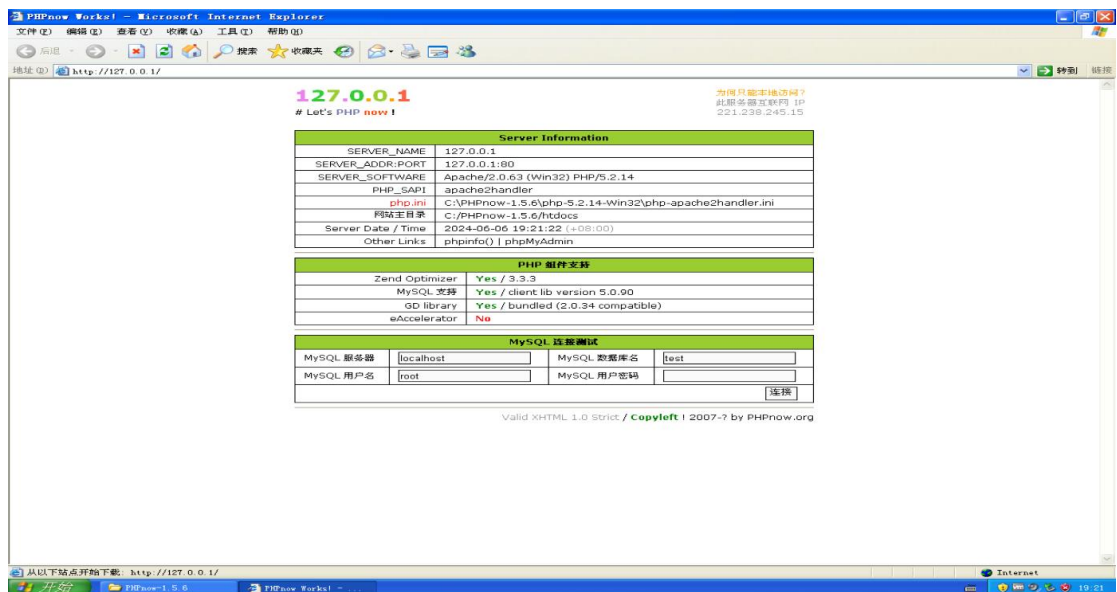 PHPnow Works! - Microsoft Internet Explorer
文件(F) 编辑(E) 查看(V) 收藏(A) 工具(T) 帮助(H)
后退 搜索 收藏夹
地址(D) http://127.0.0.1/ 转到 链接
127.0.0.1
# Let's PHP now !
为何只能本地访问?
此服务器互联网 IP
221.238.245.15
Server Information
SERVER_NAME 127.0.0.1
SERVER_ADDR:PORT 127.0.0.1:80
SERVER_SOFTWARE Apache/2.0.63 (Win32) PHP/5.2.14
PHP_SAPI apache2handler
php.ini C:\PHPnow-1.5.6\php-5.2.14-Win32\php-apache2handler.ini
网站主目录 C:/PHPnow-1.5.6/htdocs
Server Date / Time 2024-06-06 19:21:22 (+08:00)
Other Links phpinfo() | phpMyAdmin
PHP 组件支持
Zend Optimizer Yes / 3.3.3
MySQL 支持 Yes / client lib version 5.0.90
GD library Yes / bundled (2.0.34 compatible)
eAccelerator No
MySQL 连接测试
MySQL 服务器 localhost MySQL 数据库名 test
MySQL 用户名 root MySQL 用户密码
连接
Valid XHTML 1.0 Strict / Copyleft ! 2007-? by PHPnow.org
从以下站点开始下载: http://127.0.0.1/ Internet
开始 PHPnow-1.5.6 PHPnow Works! - ... 19:21